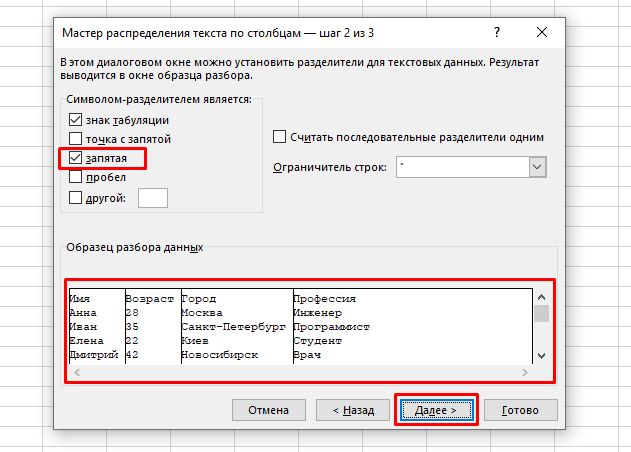 Мастер распределения текста по столбцам — шаг 2 из 3
?
В этом диалоговом окне можно установить разделители для текстовых данных. Результат
выводится в окне образца разбора.
Символом-разделителем является:
знак табуляции
точка с запятой
запятая
пробел
другой:
Считать последовательные разделители одним
Ограничитель строк: "
Образец разбора данных
Имя Возраст Город Профессия
Анна 28 Москва Инженер
Иван 35 Санкт-Петербург Программист
Елена 22 Киев Студент
Дмитрий 42 Новосибирск Врач
Отмена < Назад Далее > Готово